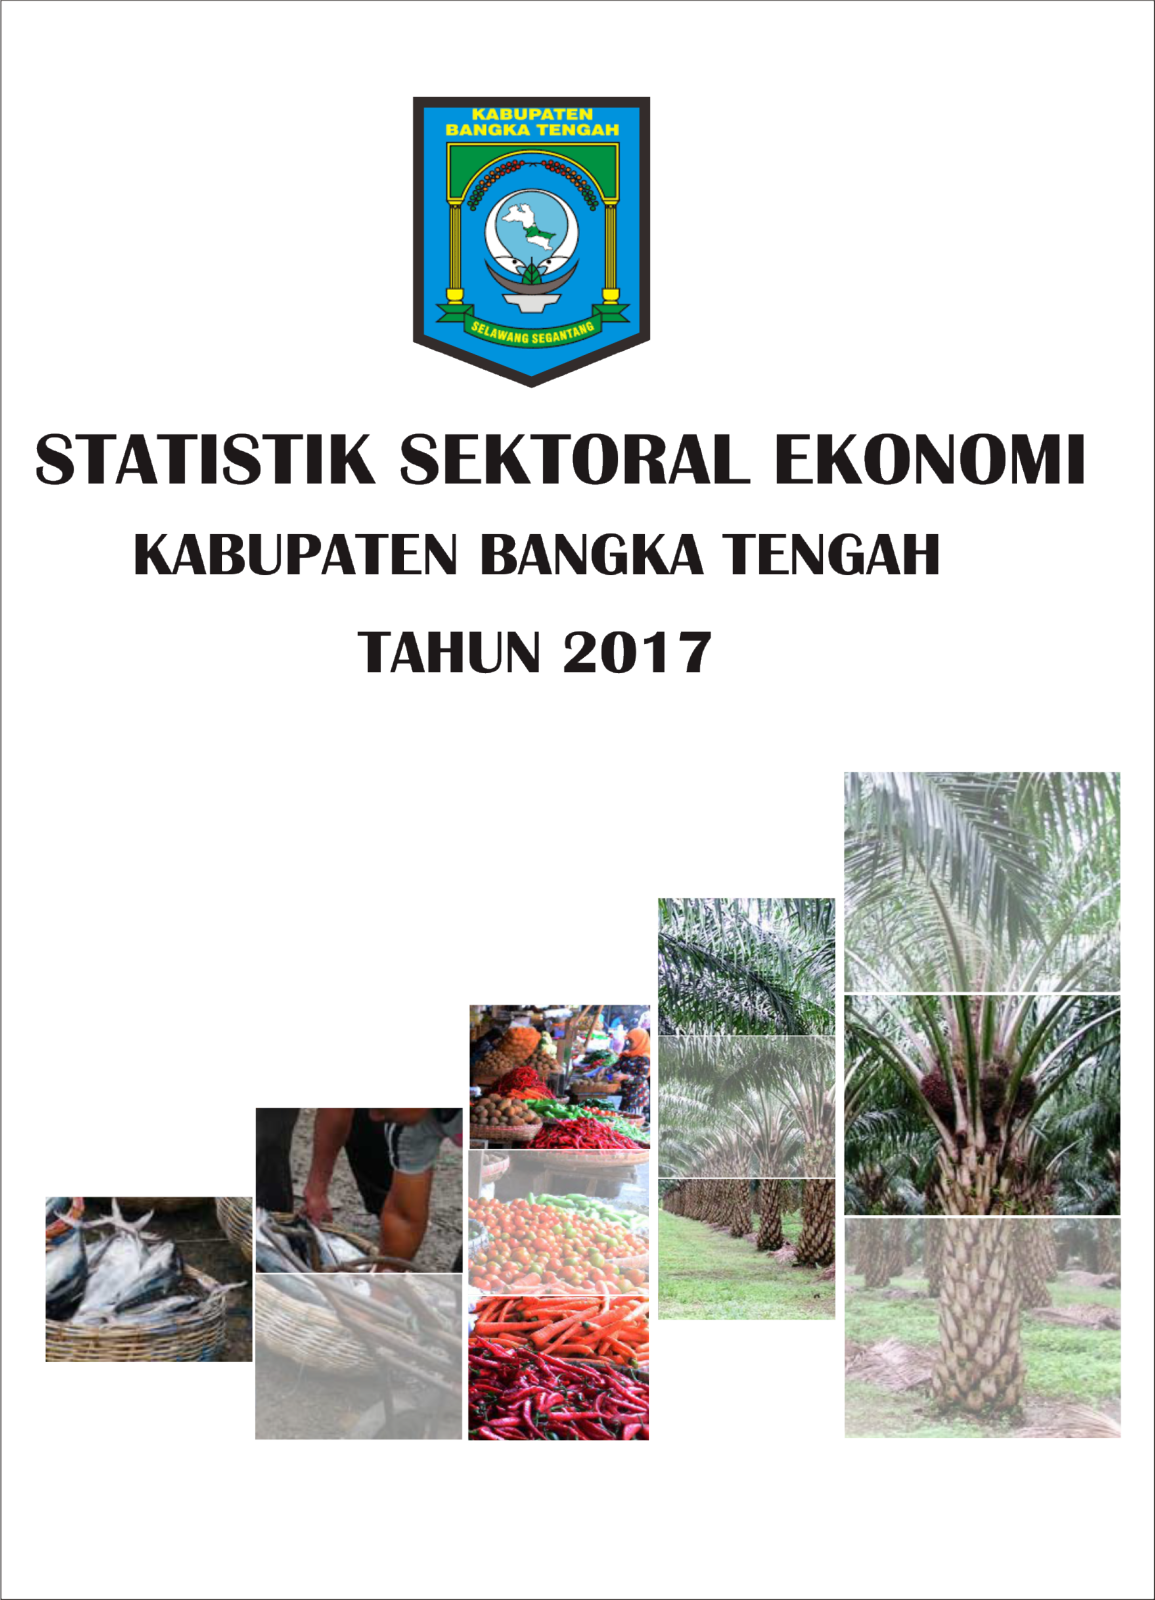 KABUPATEN
BANGKA TENGAH
SELAWANG SEGANTANG
STATISTIK SEKTORAL EKONOMI
KABUPATEN BANGKA TENGAH
TAHUN 2017